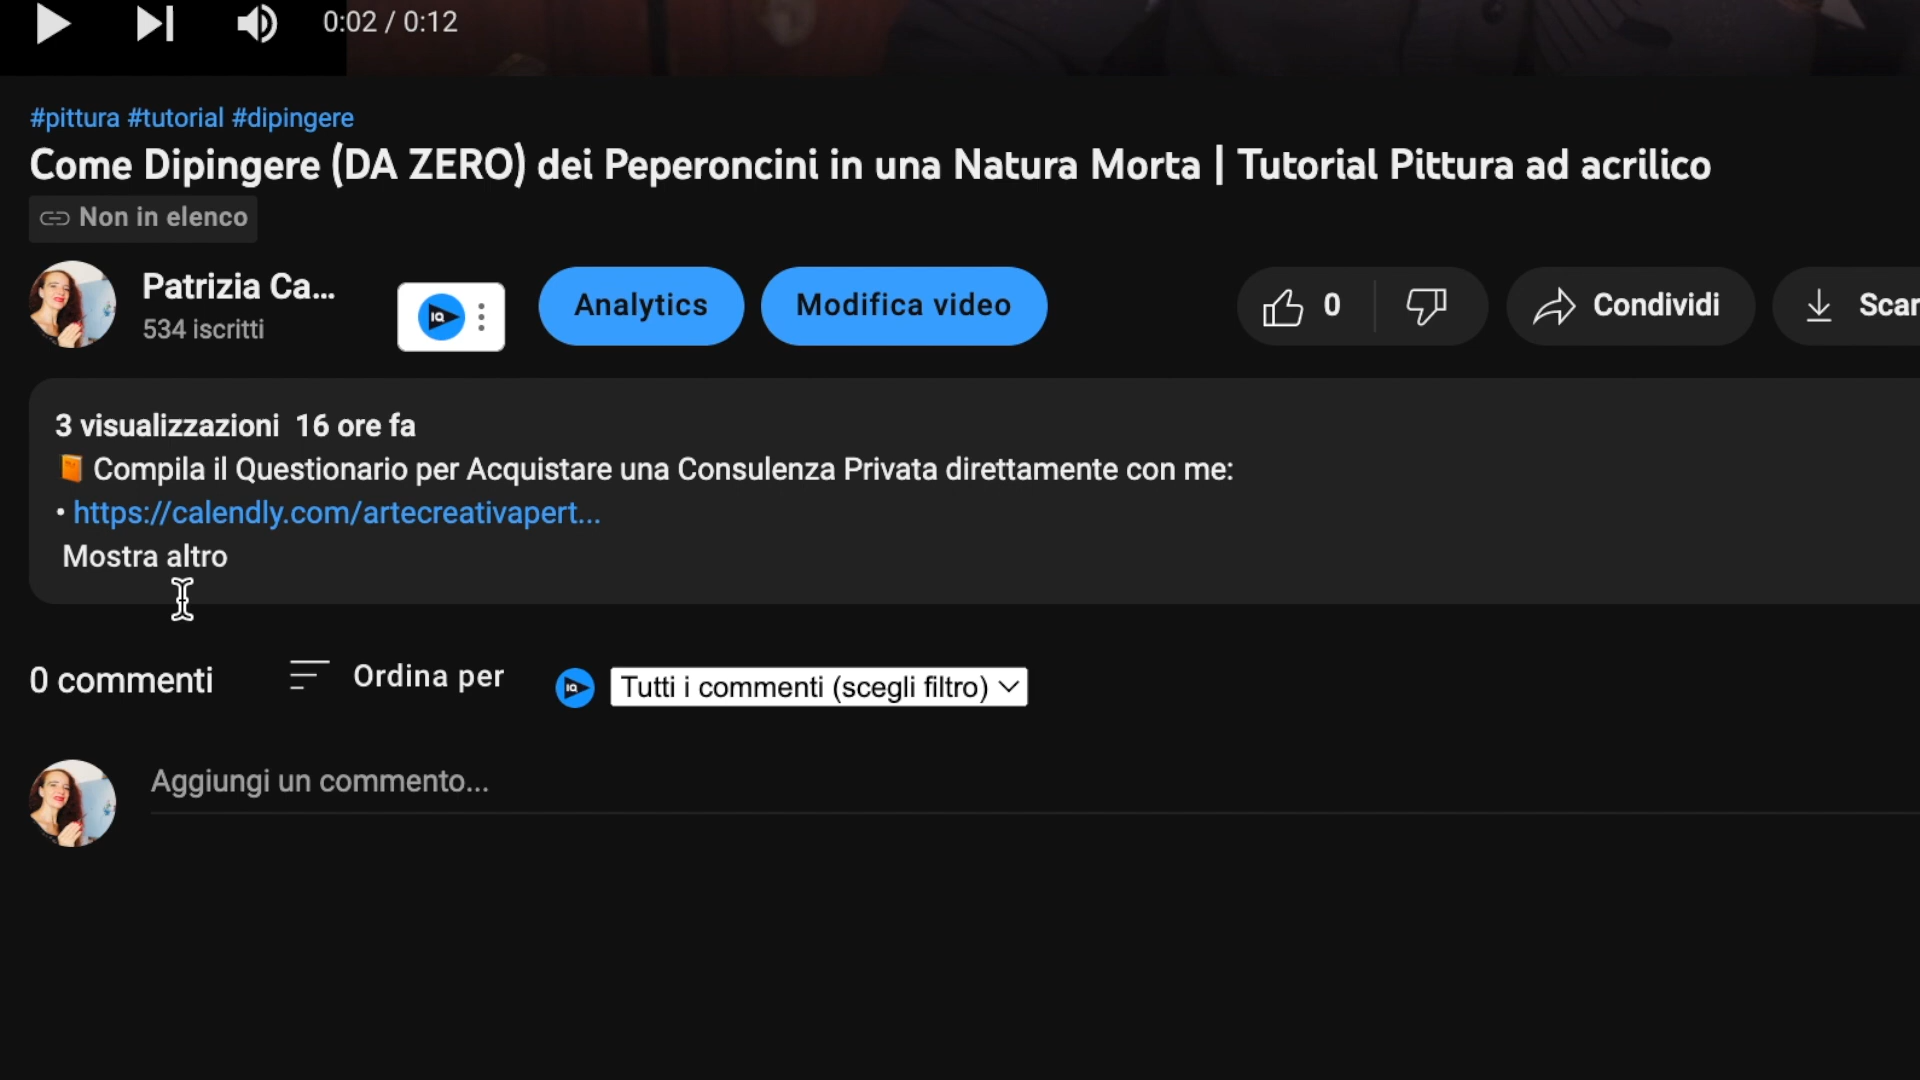 0:02 / 0:12
#pittura #tutorial #dipingere
Come Dipingere (DA ZERO) dei Peperoncini in una Natura Morta | Tutorial Pittura ad acrilico
Non in elenco
Patrizia Ca...
534 iscritti
IQ
Analytics
Modifica video
0
Condividi
Scar
3 visualizzazioni 16 ore fa
Compila il Questionario per Acquistare una Consulenza Privata direttamente con me:
• https://calendly.com/artecreativapert...
Mostra altro
0 commenti
Ordina per
IQ
Tutti i commenti (scegli filtro)
Aggiungi un commento...